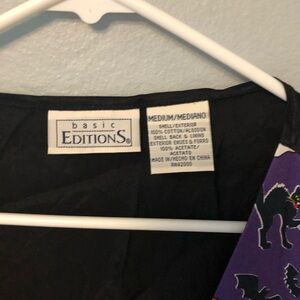 basic
EDITIONS®
MEDIUM/MEDIANO
SHELL/EXTERIOR
100% COTTON/ALGODON
SHELL BACK & LINING
EXTERIOR ENVES & FORRO
100% ACETATE/
ACETATO
MADE IN/HECHO EN CHINA